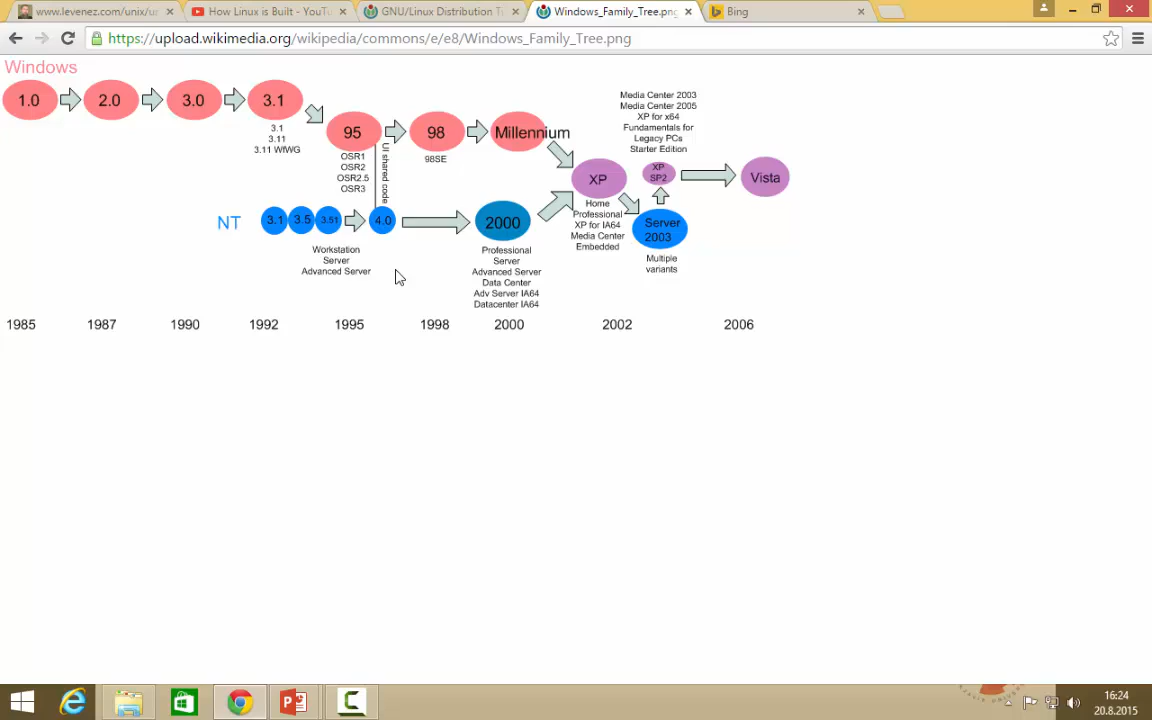 www.levenez.com/unix/u
How Linux is Built - YouTu
GNU/Linux Distribution T
Windows_Family_Tree.png
Bing
https://upload.wikimedia.org/wikipedia/commons/e/e8/Windows_Family_Tree.png
Windows
1.0
2.0
3.0
3.1
3.1
3.11
3.11 WfWG
95
OSR1
OSR2
OSR2.5
OSR3
UI shared code
98
98SE
Millennium
XP
Home
Professional
XP for IA64
Media Center
Embedded
Media Center 2003
Media Center 2005
XP for x64
Fundamentals for
Legacy PCs
Starter Edition
XP
SP2
Vista
NT
3.1
3.5
3.51
4.0
Workstation
Server
Advanced Server
2000
Professional
Server
Advanced Server
Data Center
Adv Server IA64
Datacenter IA64
Server
2003
Multiple
variants
1985
1987
1990
1992
1995
1998
2000
2002
2006
16:24
20.8.2015